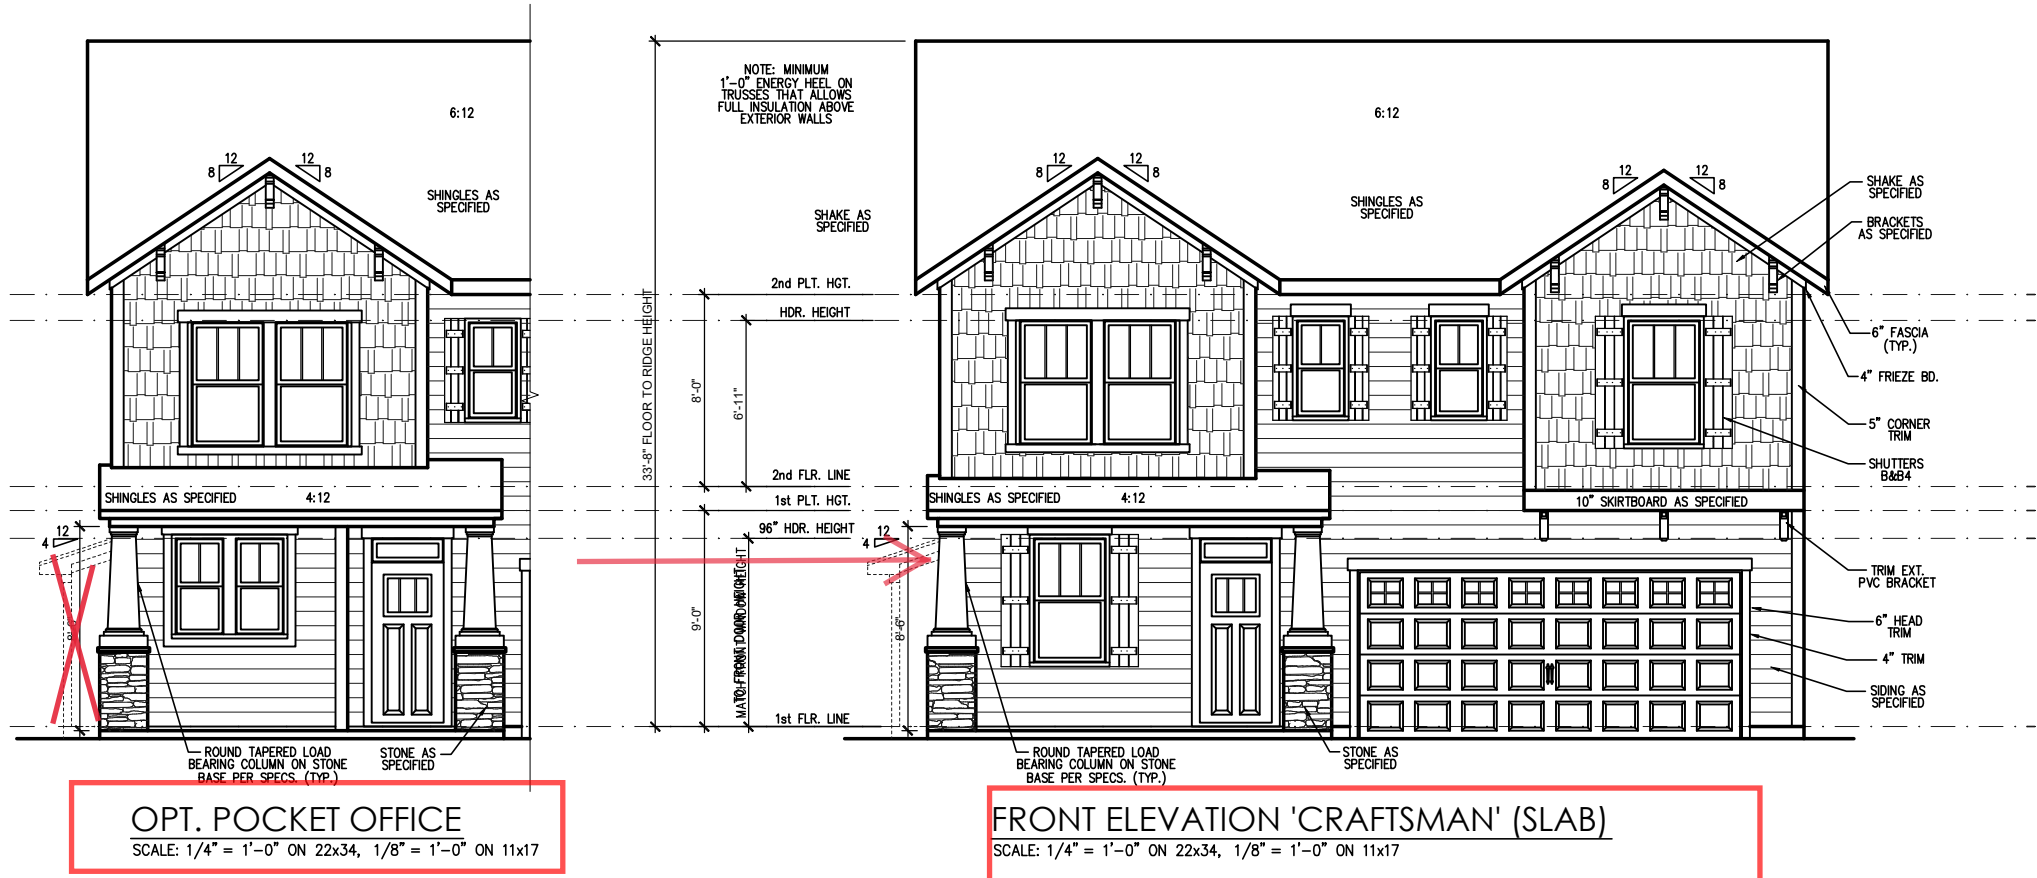 6:12
12
12
8
8
SHINGLES AS
SPECIFIED
SHINGLES AS SPECIFIED
4:12
12
4
ROUND TAPERED LOAD
BEARING COLUMN ON STONE
BASE PER SPECS. (TYP.)
STONE AS
SPECIFIED
OPT. POCKET OFFICE
SCALE: 1/4" = 1'-0" ON 22x34, 1/8" = 1'-0" ON 11x17
NOTE: MINIMUM
1'-0" ENERGY HEEL ON
TRUSSES THAT ALLOWS
FULL INSULATION ABOVE
EXTERIOR WALLS
SHAKE AS
SPECIFIED
33'-8" FLOOR TO RIDGE HEIGHT
2nd PLT. HGT.
HDR. HEIGHT
8'-0"
6'-11"
2nd FLR. LINE
1st PLT. HGT.
96" HDR. HEIGHT
9'-0"
1st FLR. LINE
6:12
12
12
8
8
SHINGLES AS
SPECIFIED
12
12
8
8
SHAKE AS
SPECIFIED
BRACKETS
AS SPECIFIED
6" FASCIA
(TYP.)
4" FRIEZE BD.
5" CORNER
TRIM
SHUTTERS
B&B4
SHINGLES AS SPECIFIED
4:12
10" SKIRTBOARD AS SPECIFIED
12
4
8'-6"
TRIM EXT.
PVC BRACKET
6" HEAD
TRIM
4" TRIM
SIDING AS
SPECIFIED
ROUND TAPERED LOAD
BEARING COLUMN ON STONE
BASE PER SPECS. (TYP.)
STONE AS
SPECIFIED
FRONT ELEVATION 'CRAFTSMAN' (SLAB)
SCALE: 1/4" = 1'-0" ON 22x34, 1/8" = 1'-0" ON 11x17